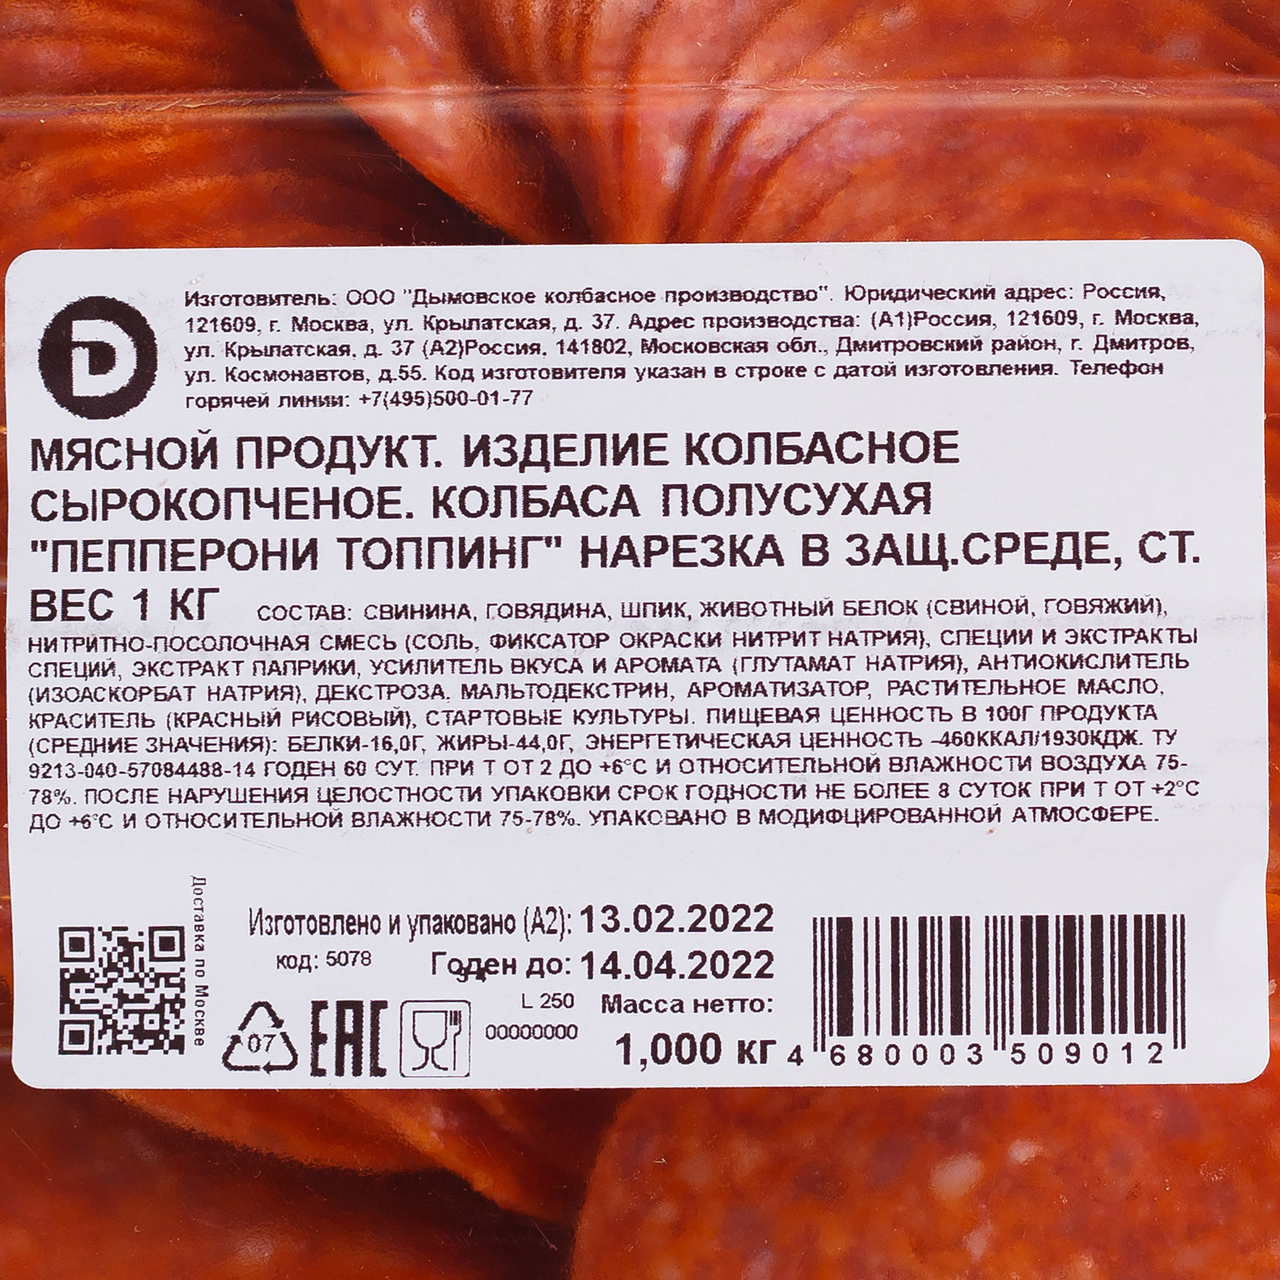 Изготовитель: ООО "Дымовское колбасное производство". Юридический адрес: Россия,
121609, г. Москва, ул. Крылатская, д. 37. Адрес производства: (А1)Россия, 121609, г. Москва,
ул. Крылатская, д. 37 (А2)Россия, 141802, Московская обл., Дмитровский район, г. Дмитров,
ул. Космонавтов, д.55. Код изготовителя указан в строке с датой изготовления. Телефон
горячей линии: +7(495)500-01-77
МЯСНОЙ ПРОДУКТ. ИЗДЕЛИЕ КОЛБАСНОЕ
СЫРОКОПЧЕНОЕ. КОЛБАСА ПОЛУСУХАЯ
"ПЕППЕРОНИ ТОППИНГ" НАРЕЗКА В ЗАЩ.СРЕДЕ, СТ.
ВЕС 1 КГ СОСТАВ: СВИНИНА, ГОВЯДИНА, ШПИК, ЖИВОТНЫЙ БЕЛОК (СВИНОЙ, ГОВЯЖИЙ),
НИТРИТНО-ПОСОЛОЧНАЯ СМЕСЬ (СОЛЬ, ФИКСАТОР ОКРАСКИ НИТРИТ НАТРИЯ), СПЕЦИИ И ЭКСТРАКТЫ
СПЕЦИЙ, ЭКСТРАКТ ПАПРИКИ, УСИЛИТЕЛЬ ВКУСА И АРОМАТА (ГЛУТАМАТ НАТРИЯ), АНТИОКИСЛИТЕЛЬ
(ИЗОАСКОРБАТ НАТРИЯ), ДЕКСТРОЗА, МАЛЬТОДЕКСТРИН, АРОМАТИЗАТОР, РАСТИТЕЛЬНОЕ МАСЛО,
КРАСИТЕЛЬ (КРАСНЫЙ РИСОВЫЙ), СТАРТОВЫЕ КУЛЬТУРЫ. ПИЩЕВАЯ ЦЕННОСТЬ В 100Г ПРОДУКТА
(СРЕДНИЕ ЗНАЧЕНИЯ): БЕЛКИ-16,0Г, ЖИРЫ-44,0Г, ЭНЕРГЕТИЧЕСКАЯ ЦЕННОСТЬ -460ККАЛ/1930КДЖ. ТУ
9213-040-57084488-14 ГОДЕН 60 СУТ. ПРИ Т ОТ 2 ДО +6°С И ОТНОСИТЕЛЬНОЙ ВЛАЖНОСТИ ВОЗДУХА 75-
78%. ПОСЛЕ НАРУШЕНИЯ ЦЕЛОСТНОСТИ УПАКОВКИ СРОК ГОДНОСТИ НЕ БОЛЕЕ 8 СУТОК ПРИ Т ОТ +2°С
ДО +6°С И ОТНОСИТЕЛЬНОЙ ВЛАЖНОСТИ 75-78%. УПАКОВАНО В МОДИФЦИРОВАННОЙ АТМОСФЕРЕ.
Доставка по Москве
Изготовлено и упаковано (А2): 13.02.2022
код: 5078 Годен до: 14.04.2022
L 250 Масса нетто:
00000000 1,000 кг
07 EAC
4 680003 509012